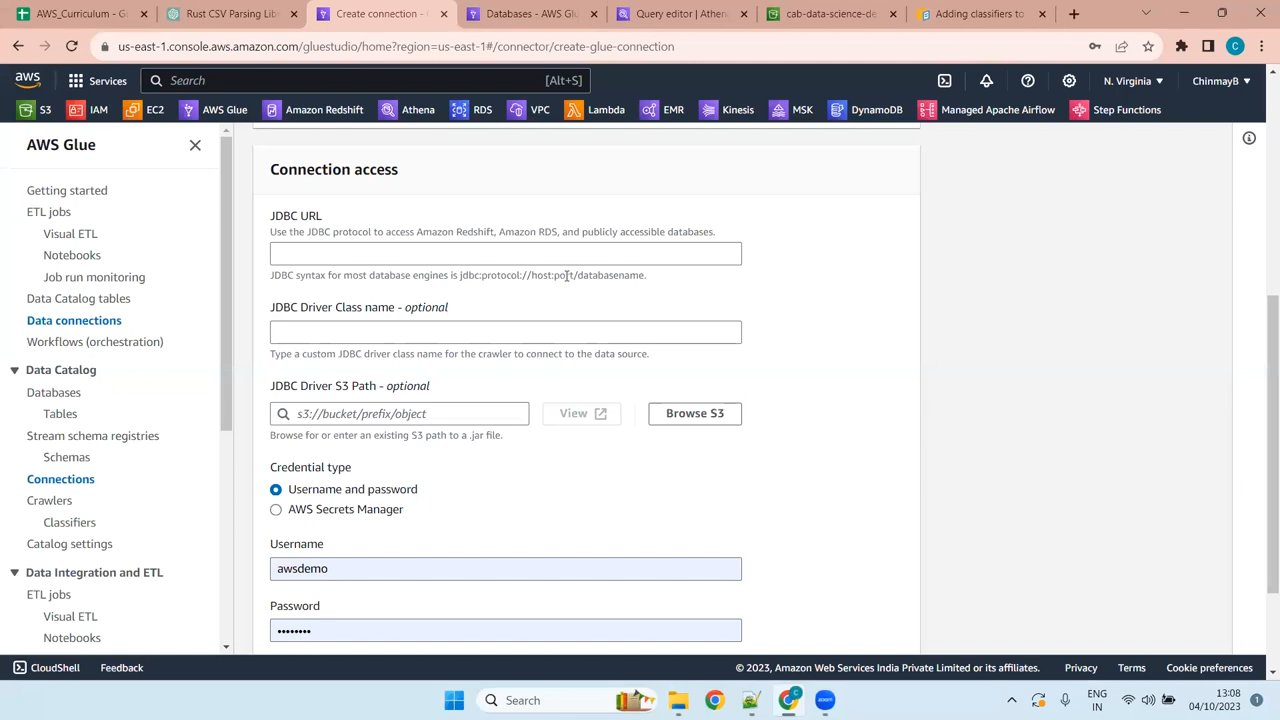 AWS_Curriculum - G
Rust CSV Parsing Lib
Create connection -
Databases - AWS Gl
Query editor | Athen
cab-data-science-de
Adding classifiers to
us-east-1.console.aws.amazon.com/gluestudio/home?region=us-east-1#/connector/create-glue-connection
aws
Services
Search
[Alt+S]
N. Virginia
ChinmayB
S3
IAM
EC2
AWS Glue
Amazon Redshift
Athena
RDS
VPC
Lambda
EMR
Kinesis
MSK
DynamoDB
Managed Apache Airflow
Step Functions
AWS Glue
Getting started
ETL jobs
Visual ETL
Notebooks
Job run monitoring
Data Catalog tables
Data connections
Workflows (orchestration)
Data Catalog
Databases
Tables
Stream schema registries
Schemas
Connections
Crawlers
Classifiers
Catalog settings
Data Integration and ETL
ETL jobs
Visual ETL
Notebooks
Connection access
JDBC URL
Use the JDBC protocol to access Amazon Redshift, Amazon RDS, and publicly accessible databases.
JDBC syntax for most database engines is jdbc:protocol://host:port/databasename.
JDBC Driver Class name - optional
Type a custom JDBC driver class name for the crawler to connect to the data source.
JDBC Driver S3 Path - optional
s3://bucket/prefix/object
View
Browse S3
Browse for or enter an existing S3 path to a .jar file.
Credential type
Username and password
AWS Secrets Manager
Username
awsdemo
Password
••••••••
CloudShell
Feedback
© 2023, Amazon Web Services India Private Limited or its affiliates.
Privacy
Terms
Cookie preferences
Search
zoom
ENG
IN
13:08
04/10/2023
1